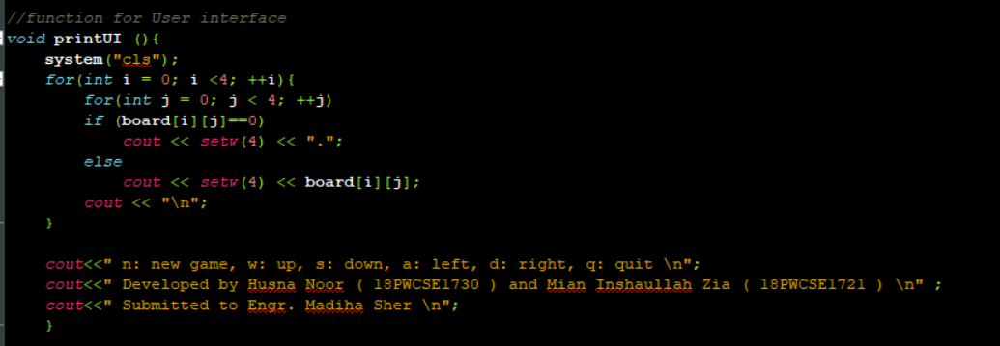 //function for User interface
void printUI (){
    system("cls");
    for(int i = 0; i <4; ++i){
        for(int j = 0; j < 4; ++j)
        if (board[i][j]==0)
            cout << setw(4) << ".";
        else
            cout << setw(4) << board[i][j];
        cout << "\n";
    }
    cout<<" n: new game, w: up, s: down, a: left, d: right, q: quit \n";
    cout<<" Developed by Husna Noor ( 18PWCSE1730 ) and Mian Inshaullah Zia ( 18PWCSE1721 ) \n" ;
    cout<<" Submitted to Engr. Madiha Sher \n";
    }